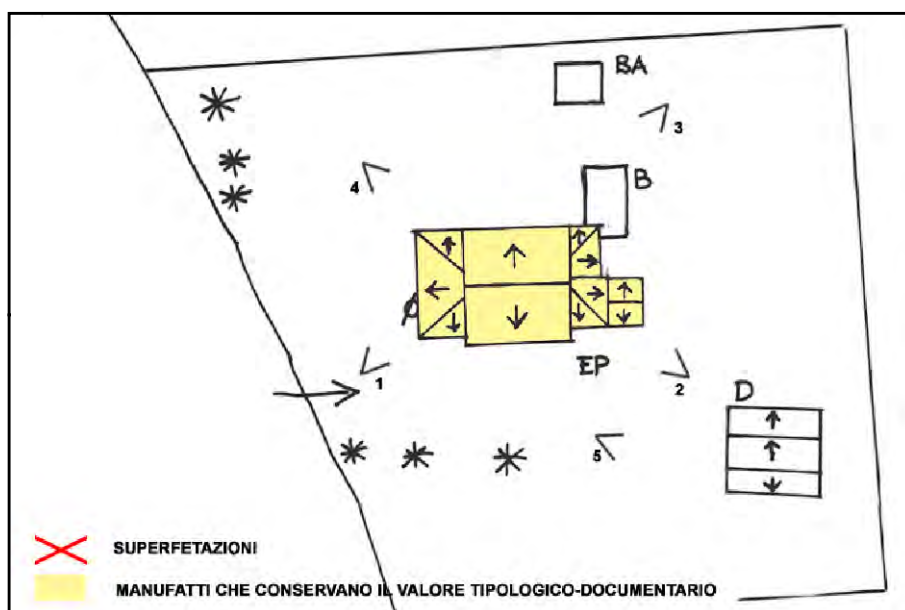 BA
3
4
B
Ø
1
EP
2
D
5
SUPERFETAZIONI
MANUFATTI CHE CONSERVANO IL VALORE TIPOLOGICO-DOCUMENTARIO